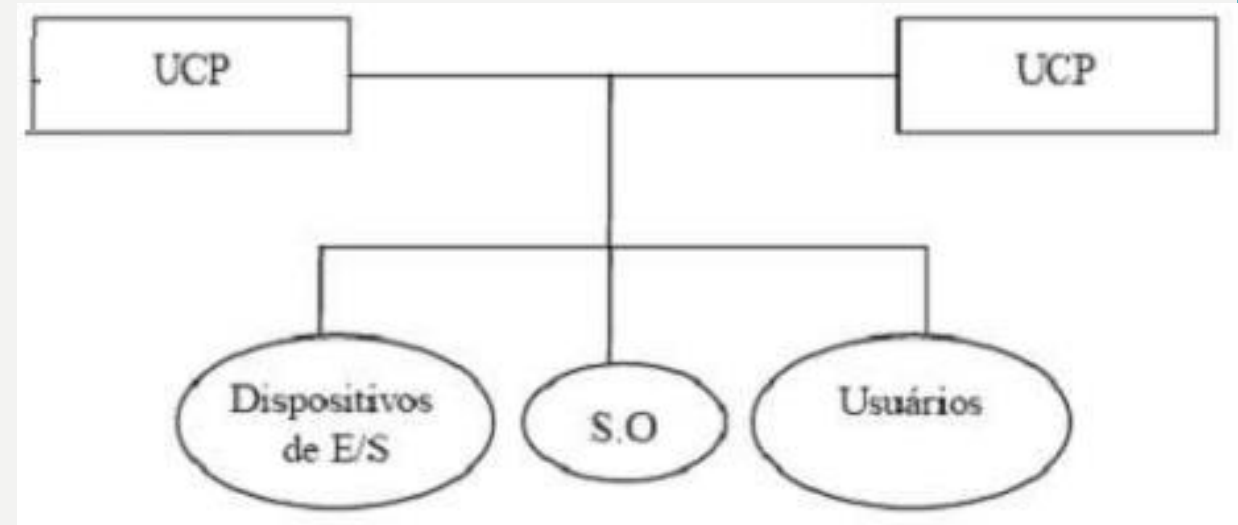 UCP
UCP
Dispositivos
de E/S
S.O
Usuários